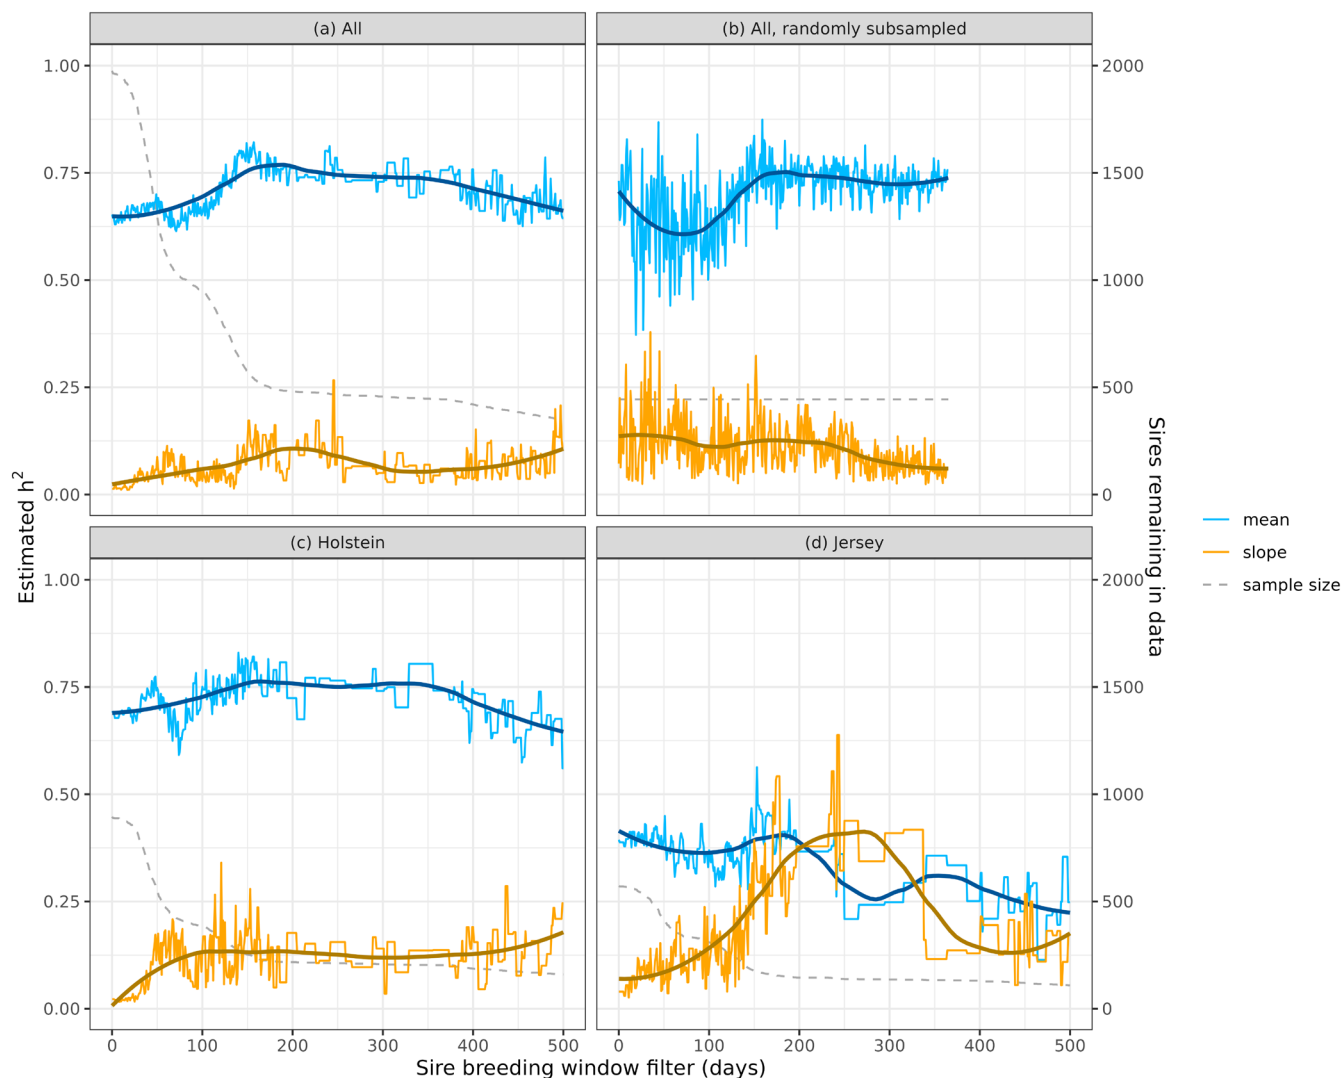 (a) All
(b) All, randomly subsampled
1.00
0.75
0.50
0.25
0.00
2000
1500
1000
500
0
(c) Holstein
(d) Jersey
1.00
0.75
0.50
0.25
0.00
2000
1500
1000
500
0
0 100 200 300 400 500
0 100 200 300 400 500
Sire breeding window filter (days)
Estimated h²
Sires remaining in data
mean
slope
sample size